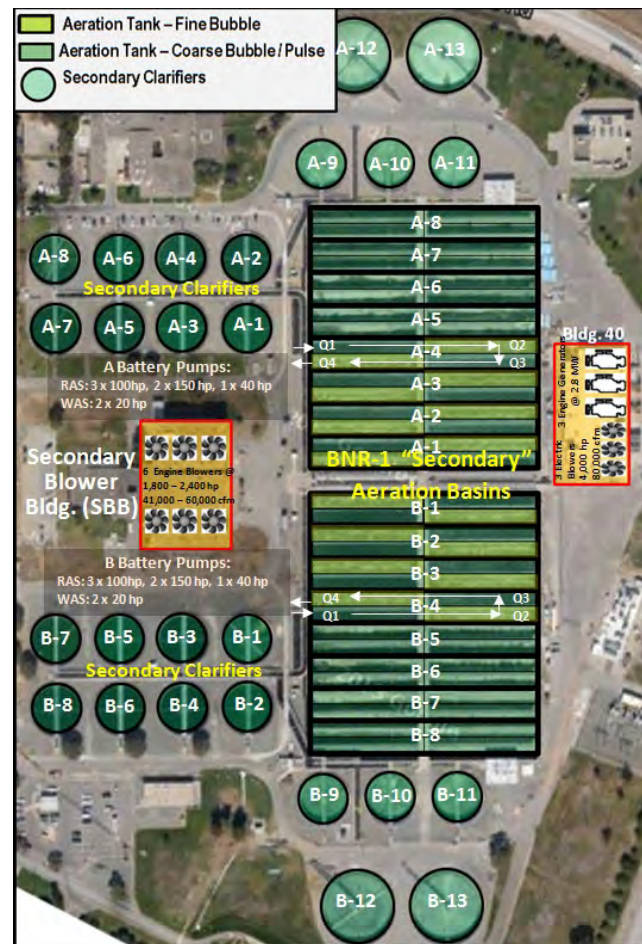 Aeration Tank – Fine Bubble
Aeration Tank – Coarse Bubble / Pulse
Secondary Clarifiers
A-12
A-13
A-9
A-10
A-11
A-8
A-6
A-4
A-2
Secondary Clarifiers
A-7
A-5
A-3
A-1
A-8
A-7
A-6
A-5
Q1
Q2
A-4
Q4
Q3
A-3
A-2
A-1
Bldg. 40
3 Engine Generators
@ 2.8 MW
3 Electric
Blowers
4,000 hp
80,000 cfm
A Battery Pumps:
RAS: 3 x 100hp, 2 x 150 hp, 1 x 40 hp
WAS: 2 x 20 hp
Secondary
Blower
Bldg. (SBB)
6 Engine Blowers @
1,800 – 2,400 hp
41,000 – 60,000 cfm
BNR-1 "Secondary"
Aeration Basins
B Battery Pumps:
RAS: 3 x 100hp, 2 x 150 hp, 1 x 40 hp
WAS: 2 x 20 hp
B-1
B-2
B-3
Q4
Q3
B-4
Q1
Q2
B-5
B-6
B-7
B-8
B-7
B-5
B-3
B-1
Secondary Clarifiers
B-8
B-6
B-4
B-2
B-9
B-10
B-11
B-12
B-13